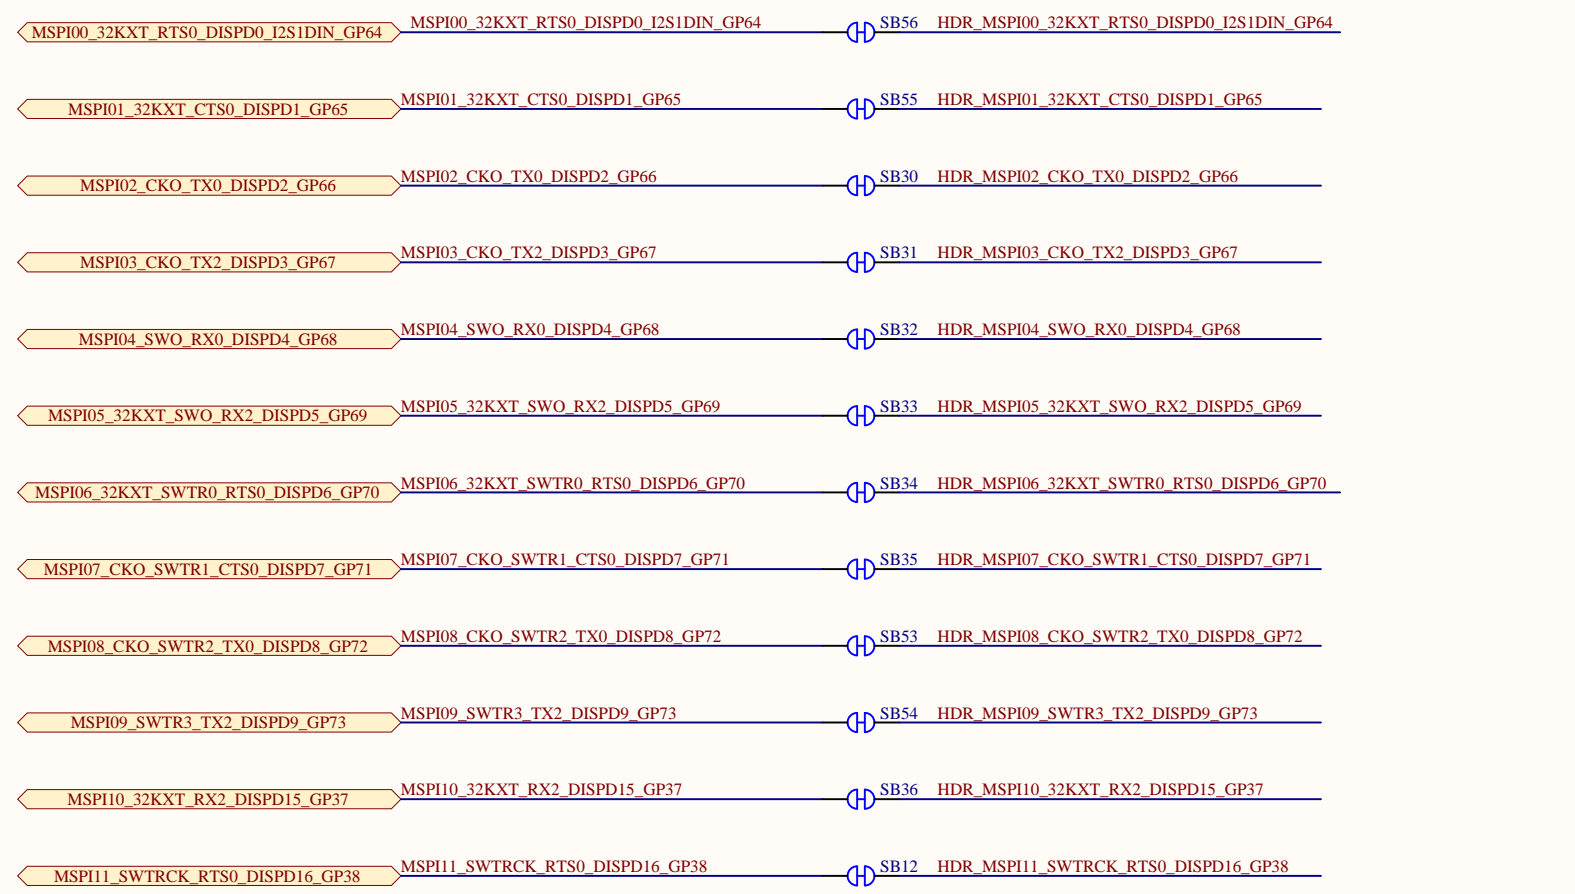 MSPI00_32KXT_RTS0_DISPD0_I2S1DIN_GP64 MSPI00_32KXT_RTS0_DISPD0_I2S1DIN_GP64 SB56 HDR_MSPI00_32KXT_RTS0_DISPD0_I2S1DIN_GP64
MSPI01_32KXT_CTS0_DISPD1_GP65 MSPI01_32KXT_CTS0_DISPD1_GP65 SB55 HDR_MSPI01_32KXT_CTS0_DISPD1_GP65
MSPI02_CKO_TX0_DISPD2_GP66 MSPI02_CKO_TX0_DISPD2_GP66 SB30 HDR_MSPI02_CKO_TX0_DISPD2_GP66
MSPI03_CKO_TX2_DISPD3_GP67 MSPI03_CKO_TX2_DISPD3_GP67 SB31 HDR_MSPI03_CKO_TX2_DISPD3_GP67
MSPI04_SWO_RX0_DISPD4_GP68 MSPI04_SWO_RX0_DISPD4_GP68 SB32 HDR_MSPI04_SWO_RX0_DISPD4_GP68
MSPI05_32KXT_SWO_RX2_DISPD5_GP69 MSPI05_32KXT_SWO_RX2_DISPD5_GP69 SB33 HDR_MSPI05_32KXT_SWO_RX2_DISPD5_GP69
MSPI06_32KXT_SWTR0_RTS0_DISPD6_GP70 MSPI06_32KXT_SWTR0_RTS0_DISPD6_GP70 SB34 HDR_MSPI06_32KXT_SWTR0_RTS0_DISPD6_GP70
MSPI07_CKO_SWTR1_CTS0_DISPD7_GP71 MSPI07_CKO_SWTR1_CTS0_DISPD7_GP71 SB35 HDR_MSPI07_CKO_SWTR1_CTS0_DISPD7_GP71
MSPI08_CKO_SWTR2_TX0_DISPD8_GP72 MSPI08_CKO_SWTR2_TX0_DISPD8_GP72 SB53 HDR_MSPI08_CKO_SWTR2_TX0_DISPD8_GP72
MSPI09_SWTR3_TX2_DISPD9_GP73 MSPI09_SWTR3_TX2_DISPD9_GP73 SB54 HDR_MSPI09_SWTR3_TX2_DISPD9_GP73
MSPI10_32KXT_RX2_DISPD15_GP37 MSPI10_32KXT_RX2_DISPD15_GP37 SB36 HDR_MSPI10_32KXT_RX2_DISPD15_GP37
MSPI11_SWTRCK_RTS0_DISPD16_GP38 MSPI11_SWTRCK_RTS0_DISPD16_GP38 SB12 HDR_MSPI11_SWTRCK_RTS0_DISPD16_GP38